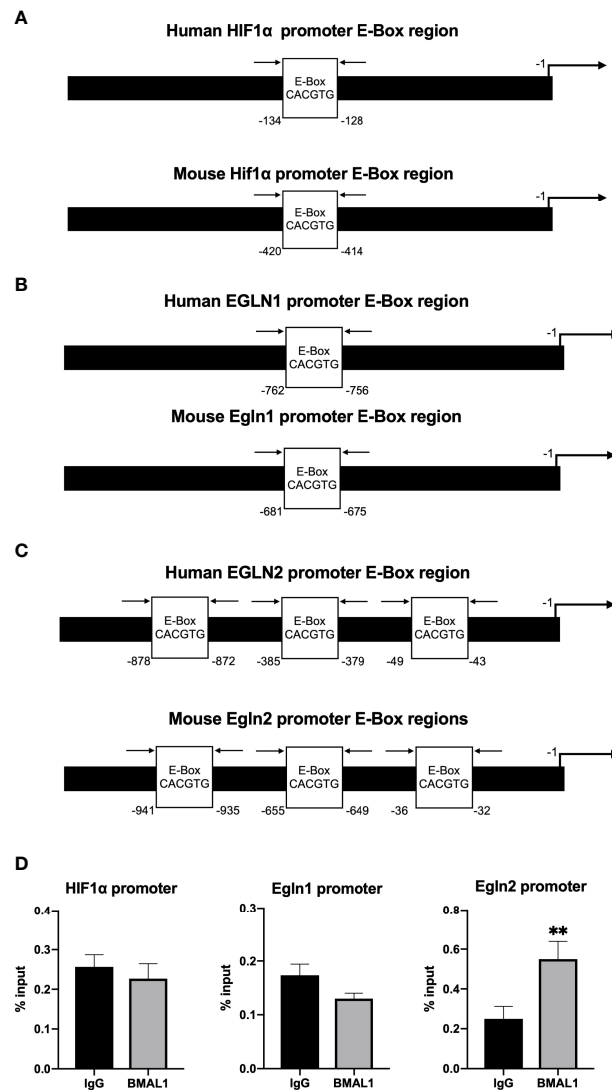 A
Human HIF1α promoter E-Box region
-1
E-Box
CACGTG
-134 -128
Mouse Hif1α promoter E-Box region
-1
E-Box
CACGTG
-420 -414
B
Human EGLN1 promoter E-Box region
-1
E-Box
CACGTG
-762 -756
Mouse Egln1 promoter E-Box region
-1
E-Box
CACGTG
-681 -675
C
Human EGLN2 promoter E-Box region
-1
E-Box E-Box E-Box
CACGTG CACGTG CACGTG
-878 -872 -385 -379 -49 -43
Mouse Egln2 promoter E-Box regions
-1
E-Box E-Box E-Box
CACGTG CACGTG CACGTG
-941 -935 -655 -649 -36 -32
D
HIF1α promoter
% input
0.4
0.3
0.2
0.1
0.0
IgG BMAL1
Egln1 promoter
% input
0.3
0.2
0.1
0.0
IgG BMAL1
Egln2 promoter
% input
0.8
0.6
0.4
0.2
0.0
**
IgG BMAL1